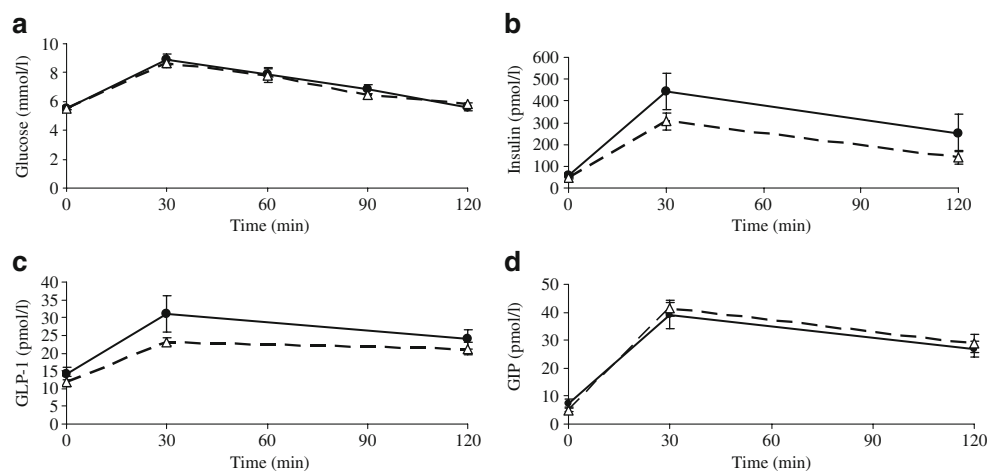 a
10
8
6
4
2
0
Glucose (mmol/l)
0 30 60 90 120
Time (min)
b
600
500
400
300
200
100
0
Insulin (pmol/l)
0 30 60 90 120
Time (min)
c
40
35
30
25
20
15
10
5
0
GLP-1 (pmol/l)
0 30 60 90 120
Time (min)
d
50
40
30
20
10
0
GIP (pmol/l)
0 30 60 90 120
Time (min)